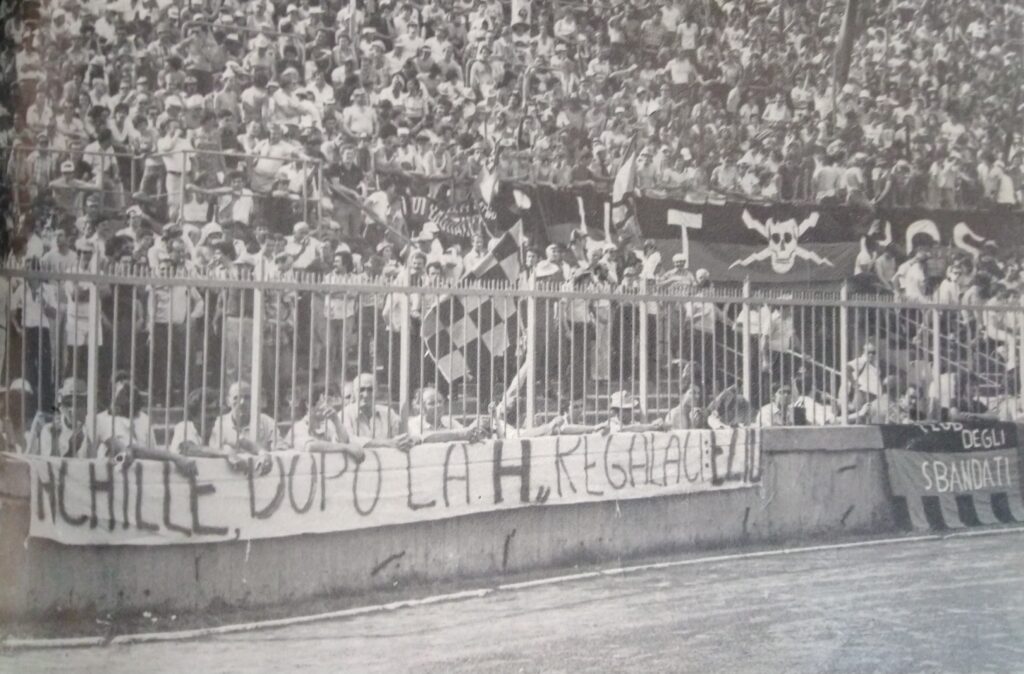 ACHILLE, DOPO LA H,, REGALACI: ELIO
CLUB
DEGLI
SBANDATI